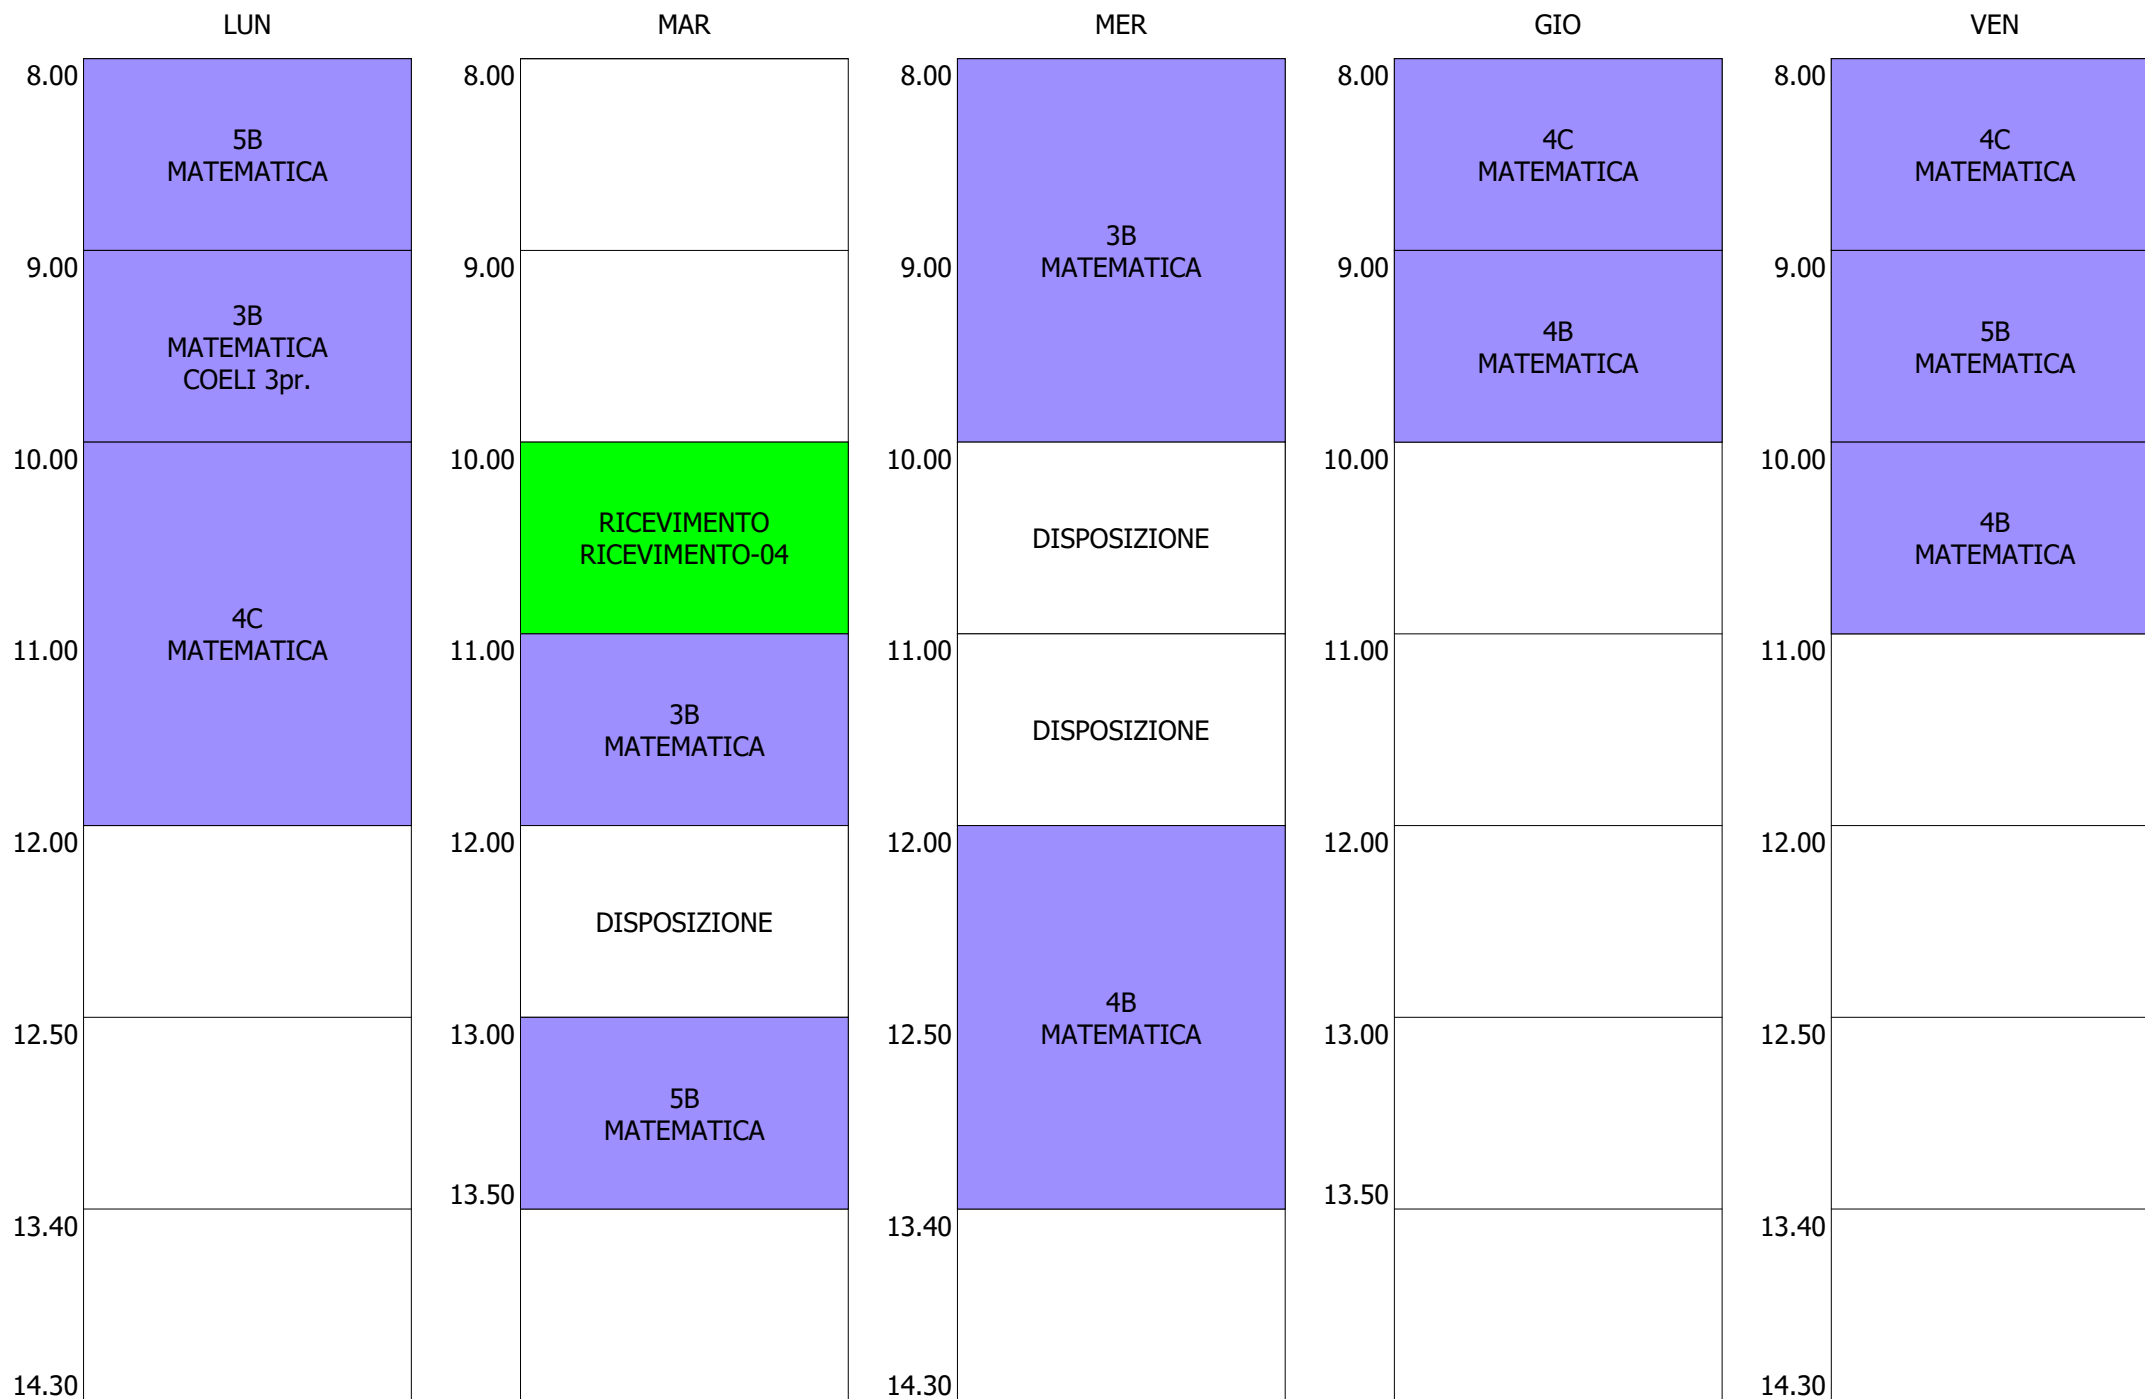 LUN
8.00
5B
MATEMATICA
9.00
3B
MATEMATICA
COELI 3pr.
10.00
4C
MATEMATICA
11.00
12.00
12.50
13.40
14.30
MAR
8.00
9.00
10.00
RICEVIMENTO
RICEVIMENTO-04
11.00
3B
MATEMATICA
12.00
DISPOSIZIONE
13.00
5B
MATEMATICA
13.50
MER
8.00
3B
MATEMATICA
9.00
10.00
DISPOSIZIONE
11.00
DISPOSIZIONE
12.00
4B
MATEMATICA
12.50
13.40
14.30
GIO
8.00
4C
MATEMATICA
9.00
4B
MATEMATICA
10.00
11.00
12.00
13.00
13.50
VEN
8.00
4C
MATEMATICA
9.00
5B
MATEMATICA
10.00
4B
MATEMATICA
11.00
12.00
12.50
13.40
14.30